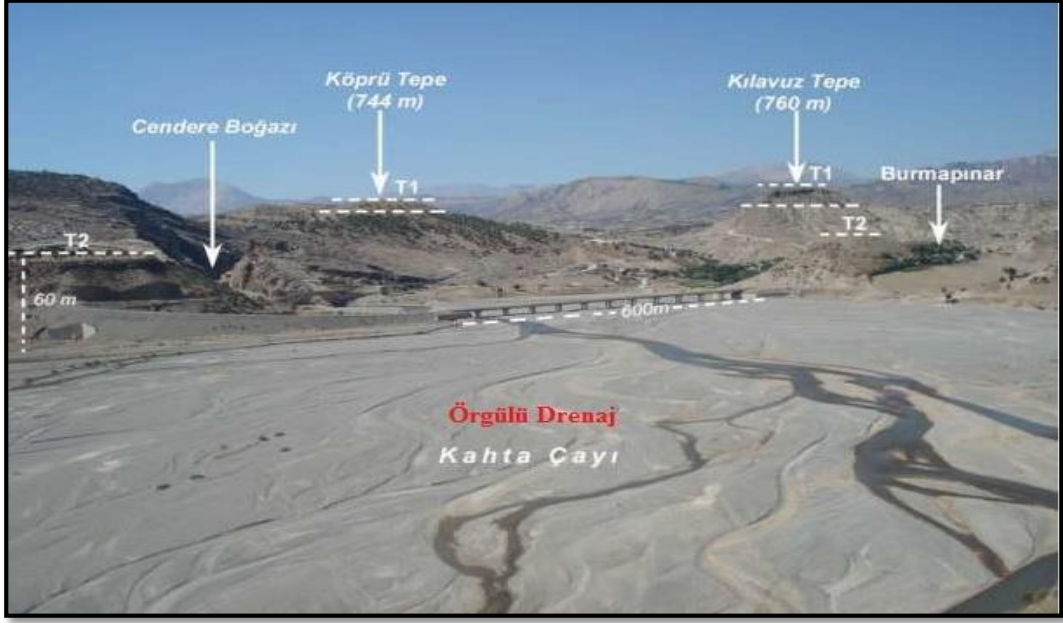 Köprü Tepe
(744 m)
Kılavuz Tepe
(760 m)
Cendere Boğazı
T1
T1
Burmapınar
T2
T2
60 m
600m
Örgülü Drenaj
Kahta Çayı